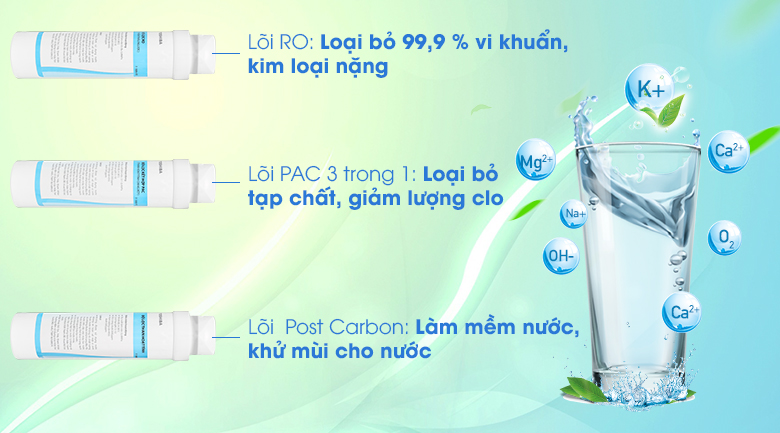 Lõi RO: Loại bỏ 99,9 % vi khuẩn,
kim loại nặng
Lõi PAC 3 trong 1: Loại bỏ
tạp chất, giảm lượng clo
Lõi Post Carbon: Làm mềm nước,
khử mùi cho nước
K+
Mg2+
Ca2+
Na+
O2
OH-
Ca2+